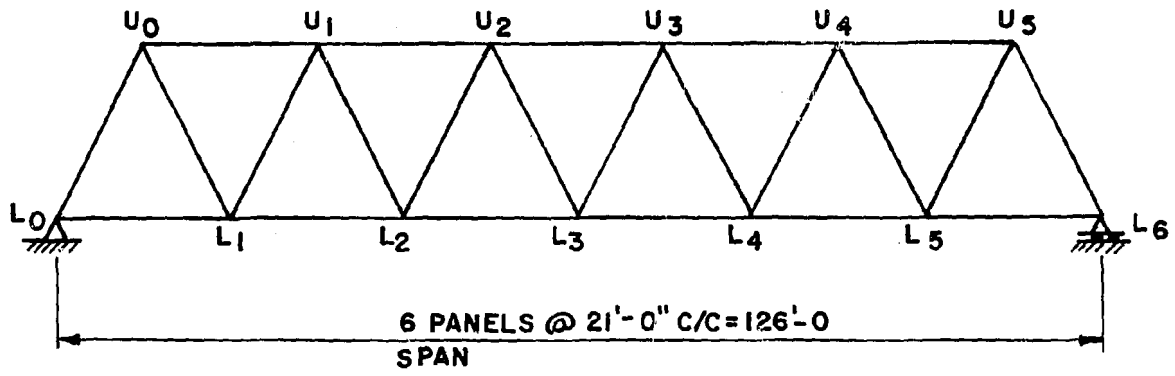 U0 U1 U2 U3 U4 U5
L0 L1 L2 L3 L4 L5 L6
6 PANELS @ 21'-0" C/C=126'-0
SPAN